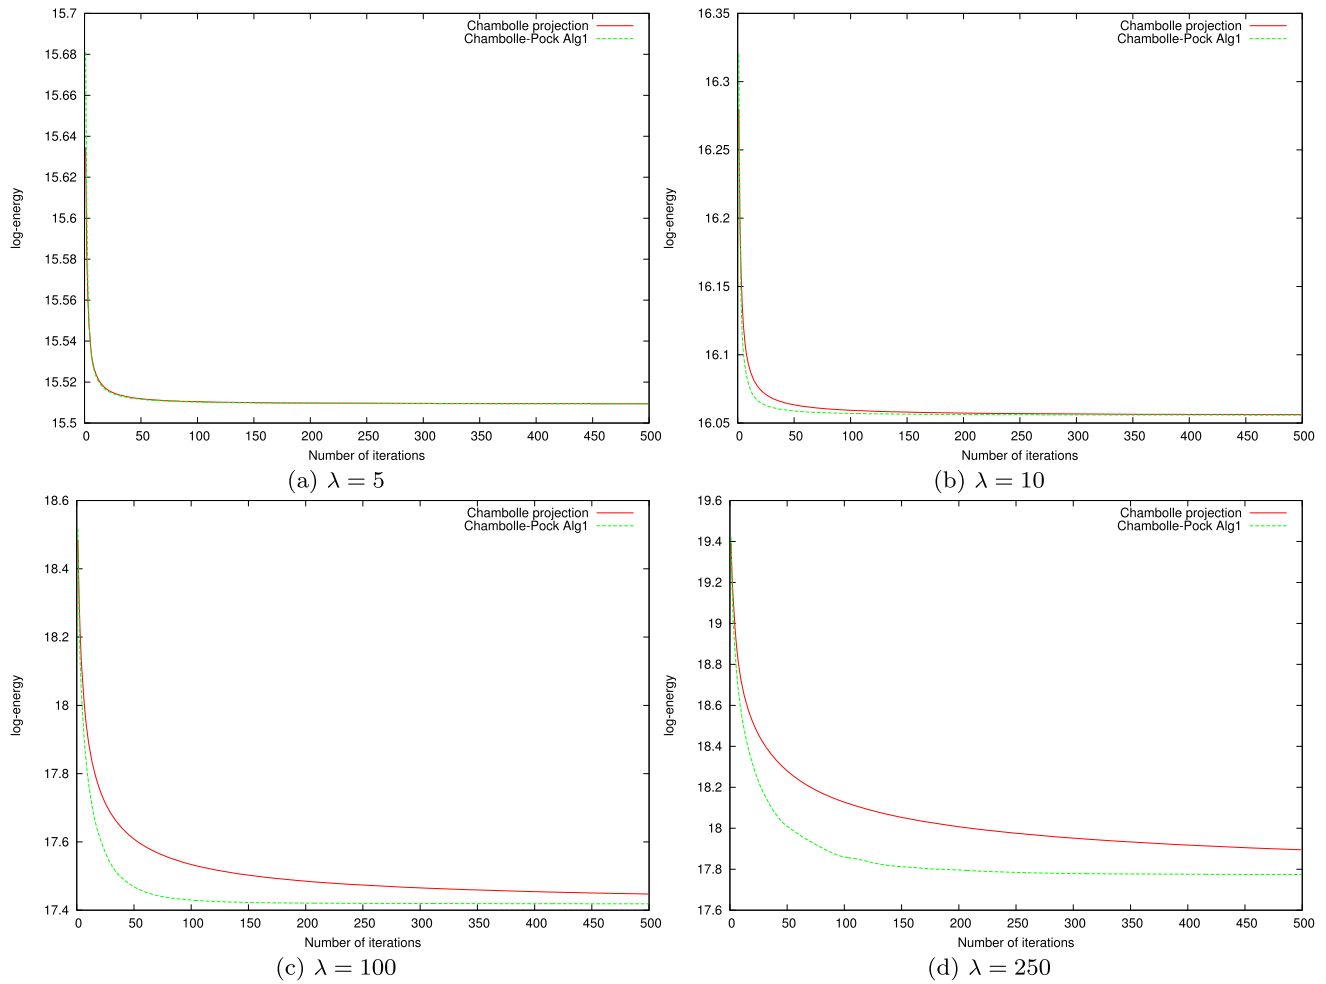 15.7
15.68
15.66
15.64
15.62
15.6
15.58
15.56
15.54
15.52
15.5
log-energy
Chambolle projection
Chambolle-Pock Alg1
0 50 100 150 200 250 300 350 400 450 500
Number of iterations
(a) λ = 5
16.35
16.3
16.25
16.2
16.15
16.1
16.05
log-energy
Chambolle projection
Chambolle-Pock Alg1
0 50 100 150 200 250 300 350 400 450 500
Number of iterations
(b) λ = 10
18.6
18.4
18.2
18
17.8
17.6
17.4
log-energy
Chambolle projection
Chambolle-Pock Alg1
0 50 100 150 200 250 300 350 400 450 500
Number of iterations
(c) λ = 100
19.6
19.4
19.2
19
18.8
18.6
18.4
18.2
18
17.8
17.6
log-energy
Chambolle projection
Chambolle-Pock Alg1
0 50 100 150 200 250 300 350 400 450 500
Number of iterations
(d) λ = 250